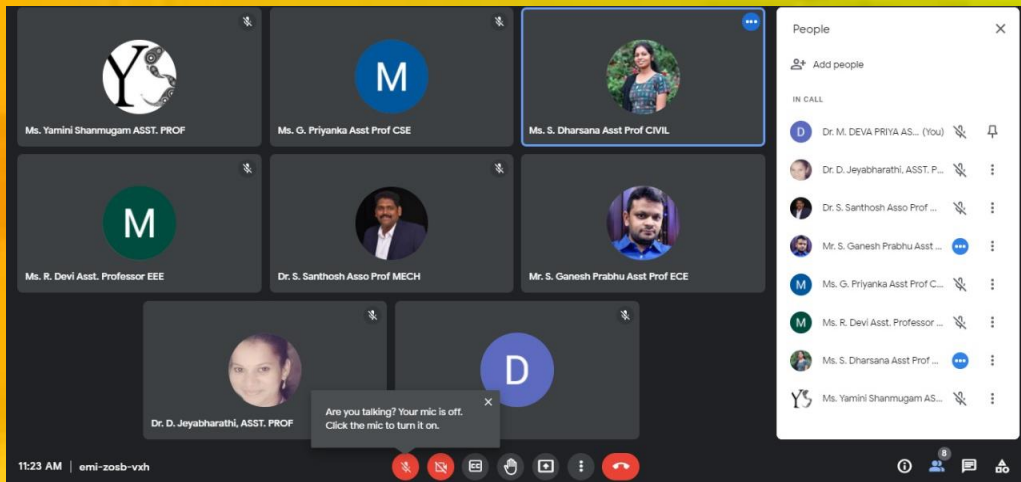 YS
Ms. Yamini Shanmugam ASST. PROF
M
Ms. G. Priyanka Asst Prof CSE
Ms. S. Dharsana Asst Prof CIVIL
M
Ms. R. Devi Asst. Professor EEE
Dr. S. Santhosh Asso Prof MECH
Mr. S. Ganesh Prabhu Asst Prof ECE
Dr. D. Jeyabharathi, ASST. PROF
D
Are you talking? Your mic is off.
Click the mic to turn it on.
11:23 AM | emi-zosb-vxh
CC
8
People
Add people
IN CALL
D Dr. M. DEVA PRIYA AS... (You)
Dr. D. Jeyabharathi, ASST. P...
Dr. S. Santhosh Asso Prof ...
Mr. S. Ganesh Prabhu Asst ...
M Ms. G. Priyanka Asst Prof C...
M Ms. R. Devi Asst. Professor ...
Ms. S. Dharsana Asst Prof ...
YS Ms. Yamini Shanmugam AS...